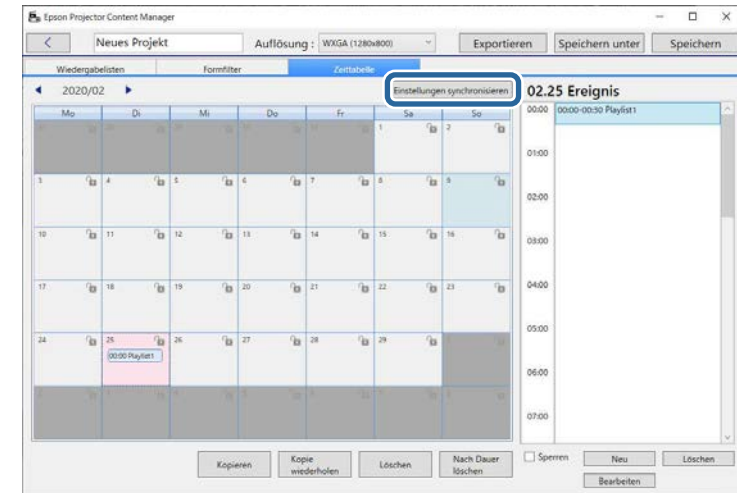 Epson Projector Content Manager
Neues Projekt Auflösung : WXGA (1280x800) Exportieren Speichern unter Speichern
Wiedergabelisten Formfilter Zeittabelle
2020/02 Einstellungen synchronisieren 02.25 Ereignis
Mo Di Mi Do Fr Sa So 00:00 00:00-00:30 Playlist1
1 2
01:00
3 4 5 6 7 8 9
02:00
10 11 12 13 14 15 16
03:00
17 18 19 20 21 22 23
04:00
05:00
24 25 26 27 28 29
00:00 Playlist1
06:00
07:00
Kopieren Kopie wiederholen Löschen Nach Dauer löschen Sperren Neu Löschen
Bearbeiten